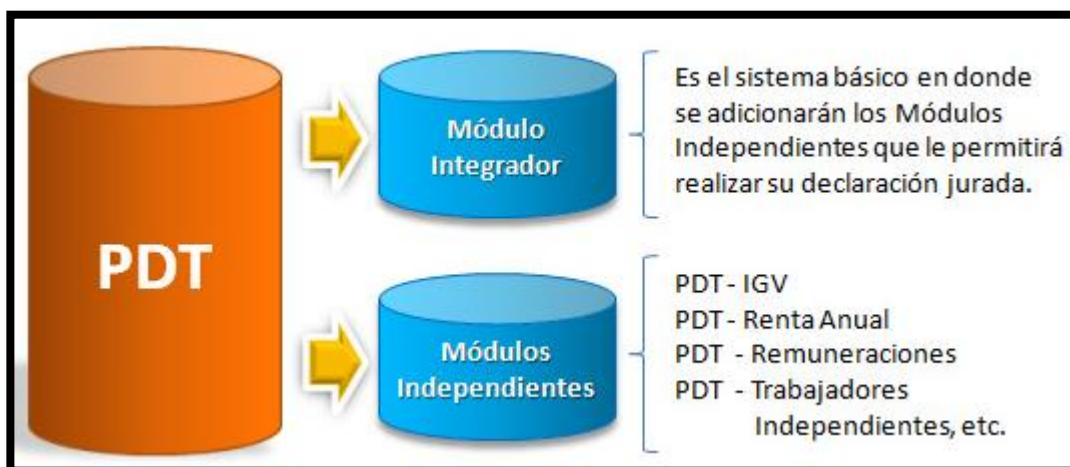 PDT
Módulo
Integrador
Es el sistema básico en donde
se adicionarán los Módulos
Independientes que le permitirá
realizar su declaración jurada.
Módulos
Independientes
PDT - IGV
PDT - Renta Anual
PDT - Remuneraciones
PDT - Trabajadores
Independientes, etc.